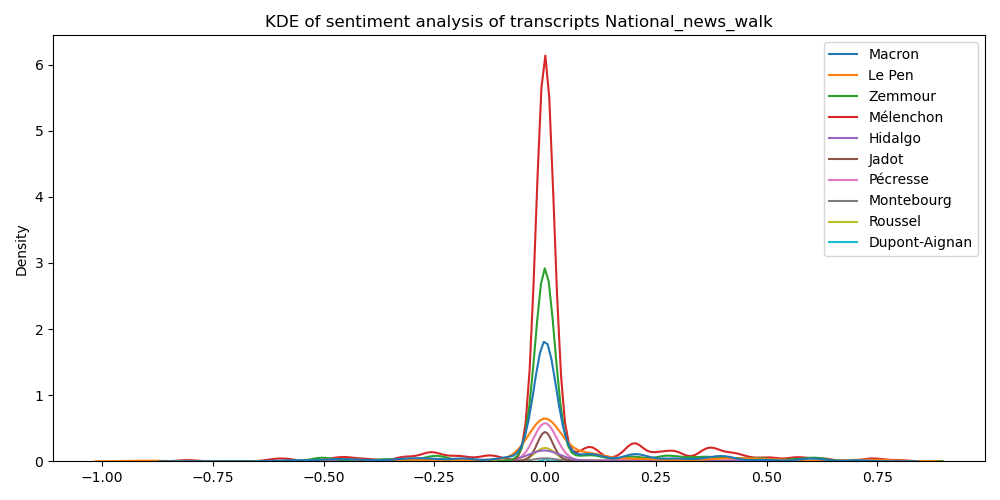 KDE of sentiment analysis of transcripts National_news_walk
Density
6
5
4
3
2
1
0
−1.00
−0.75
−0.50
−0.25
0.00
0.25
0.50
0.75
Macron
Le Pen
Zemmour
Mélenchon
Hidalgo
Jadot
Pécresse
Montebourg
Roussel
Dupont-Aignan